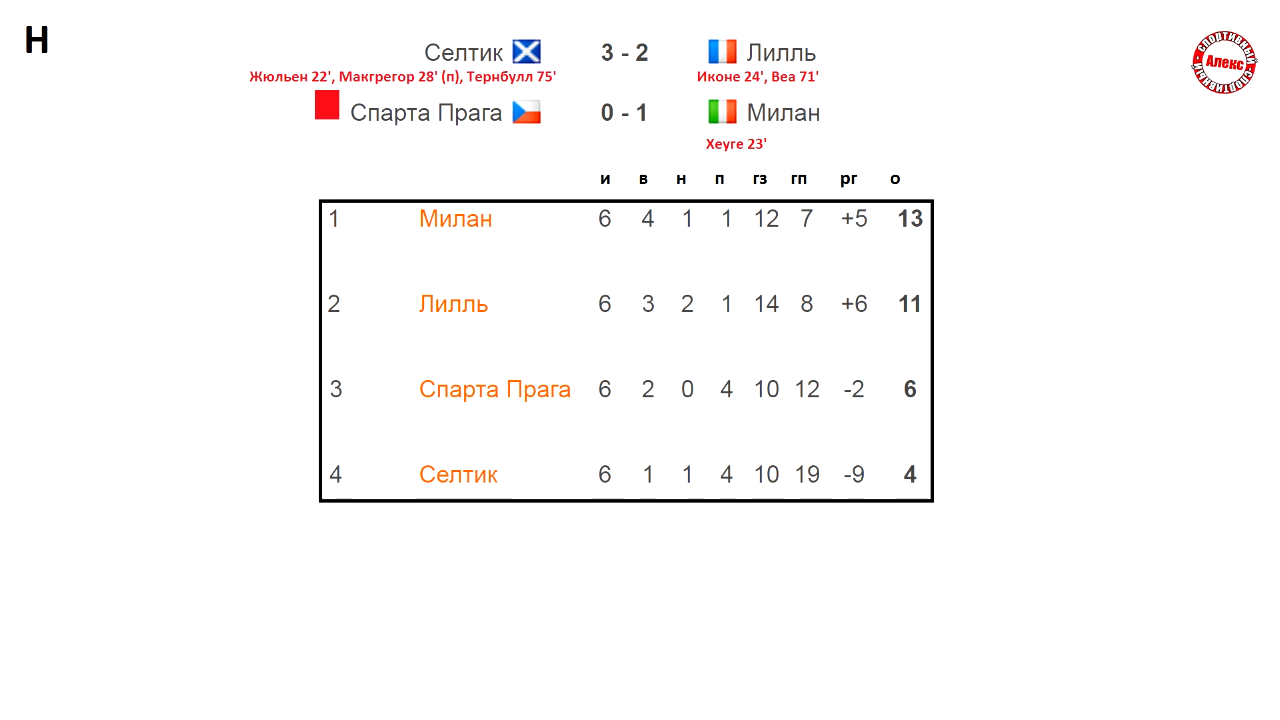 Н
Селтик 3 - 2 Лилль
Жюльен 22', Макгрегор 28' (п), Тернбулл 75' Иконе 24', Веа 71'
Спарта Прага 0 - 1 Милан
Хеуге 23'
и в н п гз гп рг о
1 Милан 6 4 1 1 12 7 +5 13
2 Лилль 6 3 2 1 14 8 +6 11
3 Спарта Прага 6 2 0 4 10 12 -2 6
4 Селтик 6 1 1 4 10 19 -9 4
СПОРТИВНЫЙ
Алекс
СПОРТИВНЫЙ